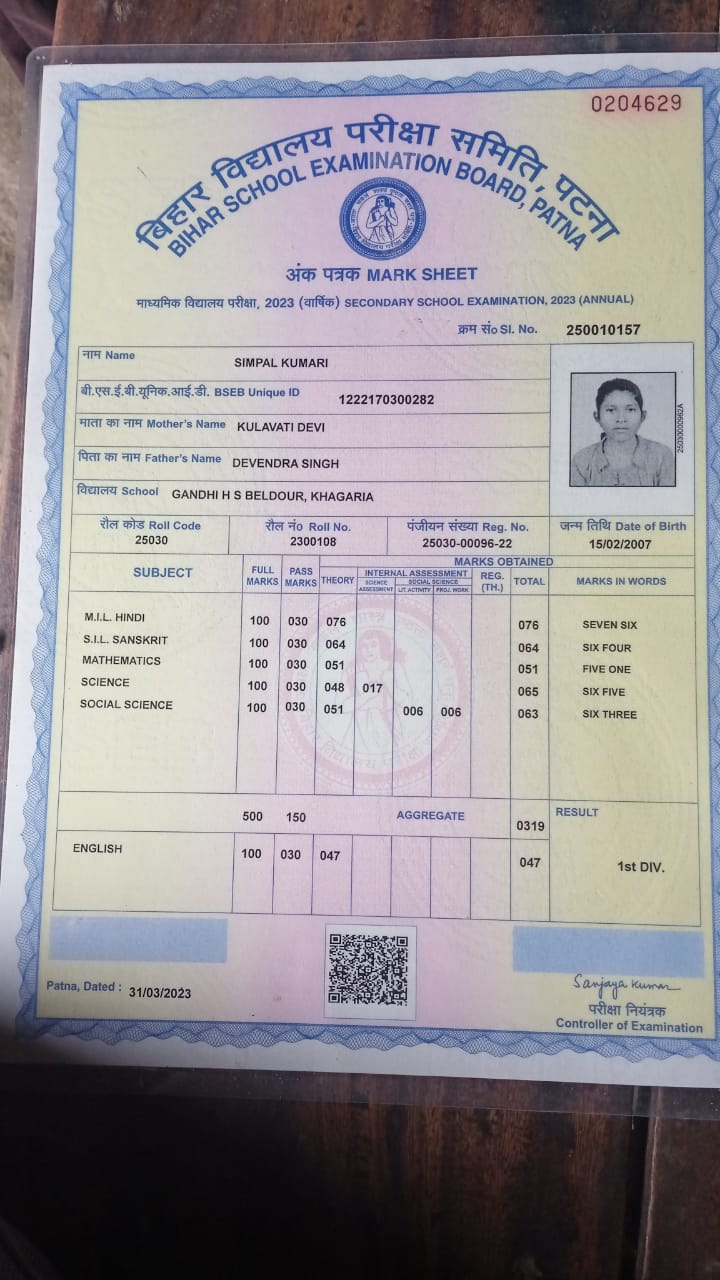 0204629
बिहार विद्यालय परीक्षा समिति, पटना
BIHAR SCHOOL EXAMINATION BOARD, PATNA
अंक पत्रक MARK SHEET
माध्यमिक विद्यालय परीक्षा, 2023 (वार्षिक) SECONDARY SCHOOL EXAMINATION, 2023 (ANNUAL)
क्रम सं० Sl. No. 250010157
नाम Name SIMPAL KUMARI
बी.एस.ई.बी.यूनिक.आई.डी. BSEB Unique ID 1222170300282
माता का नाम Mother's Name KULAVATI DEVI
पिता का नाम Father's Name DEVENDRA SINGH
विद्यालय School GANDHI H S BELDOUR, KHAGARIA
2503000096​2A
रौल कोड Roll Code रौल नं० Roll No. पंजीयन संख्या Reg. No. जन्म तिथि Date of Birth
25030 2300108 25030-00096-22 15/02/2007
SUBJECT FULL MARKS PASS MARKS MARKS OBTAINED
THEORY INTERNAL ASSESSMENT REG. (TH.) TOTAL MARKS IN WORDS
SCIENCE ASSESSMENT SOCIAL SCIENCE
LIT. ACTIVITY PROJ. WORK
M.I.L. HINDI 100 030 076 076 SEVEN SIX
S.I.L. SANSKRIT 100 030 064 064 SIX FOUR
MATHEMATICS 100 030 051 051 FIVE ONE
SCIENCE 100 030 048 017 065 SIX FIVE
SOCIAL SCIENCE 100 030 051 006 006 063 SIX THREE
500 150 AGGREGATE 0319 RESULT
ENGLISH 100 030 047 047 1st DIV.
Patna, Dated : 31/03/2023
Sanjaya Kumar
परीक्षा नियंत्रक
Controller of Examination